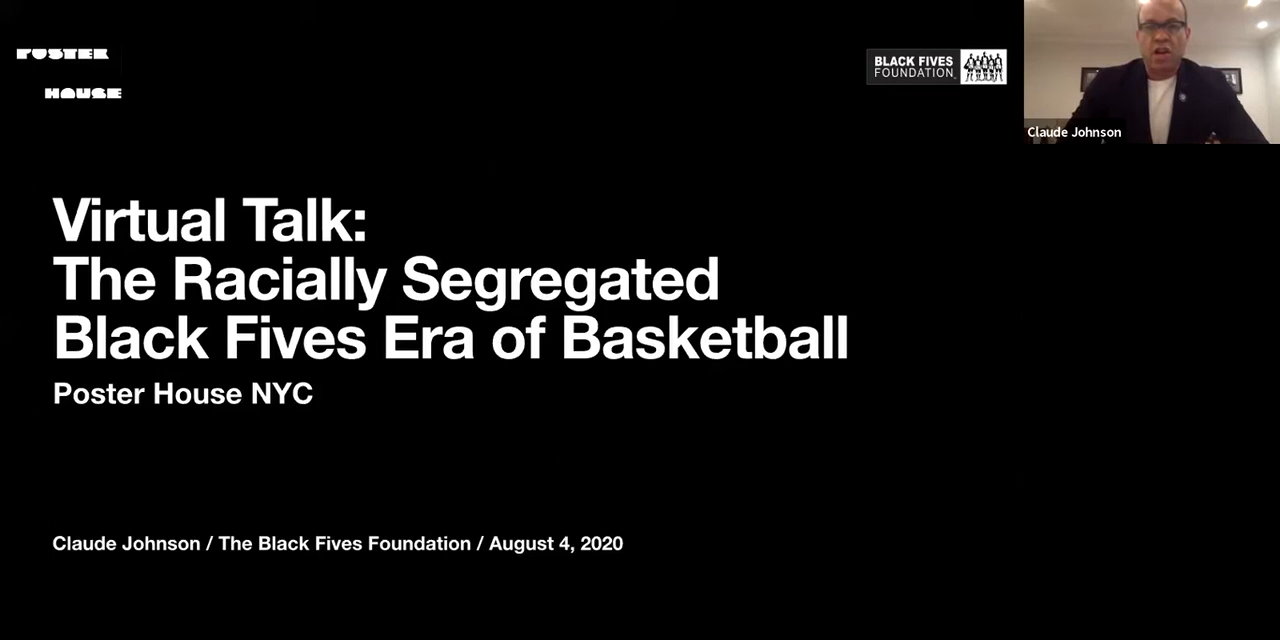 POSTER
HOUSE
BLACK FIVES
FOUNDATION
Claude Johnson
Virtual Talk:
The Racially Segregated
Black Fives Era of Basketball
Poster House NYC
Claude Johnson / The Black Fives Foundation / August 4, 2020